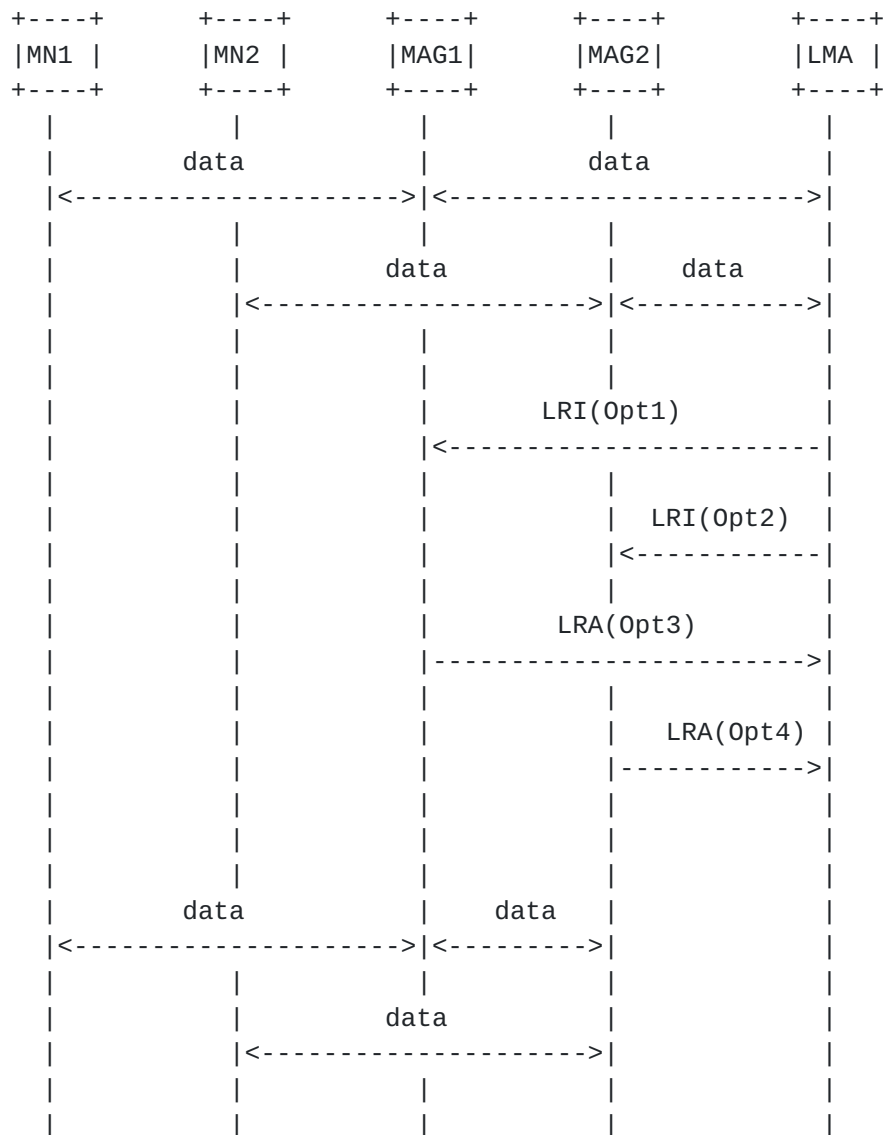 MN1 MN2 MAG1 MAG2 LMA
data data
data data
LRI(Opt1)
LRI(Opt2)
LRA(Opt3)
LRA(Opt4)
data data
data